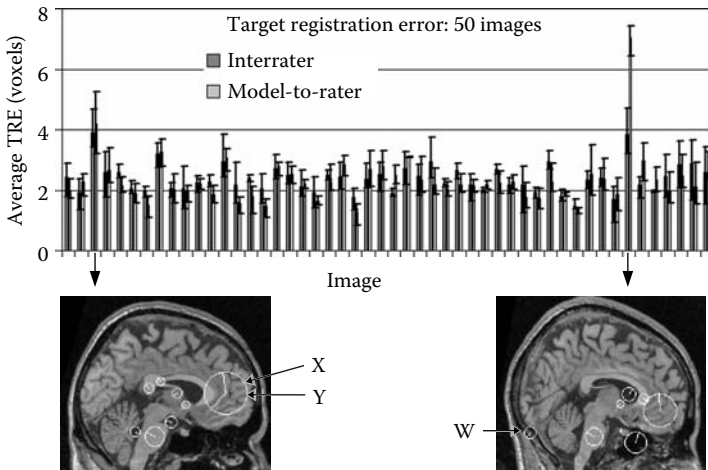 Target registration error: 50 images
Interrater
Model-to-rater
Average TRE (voxels)
8
6
4
2
0
Image
X
Y
W